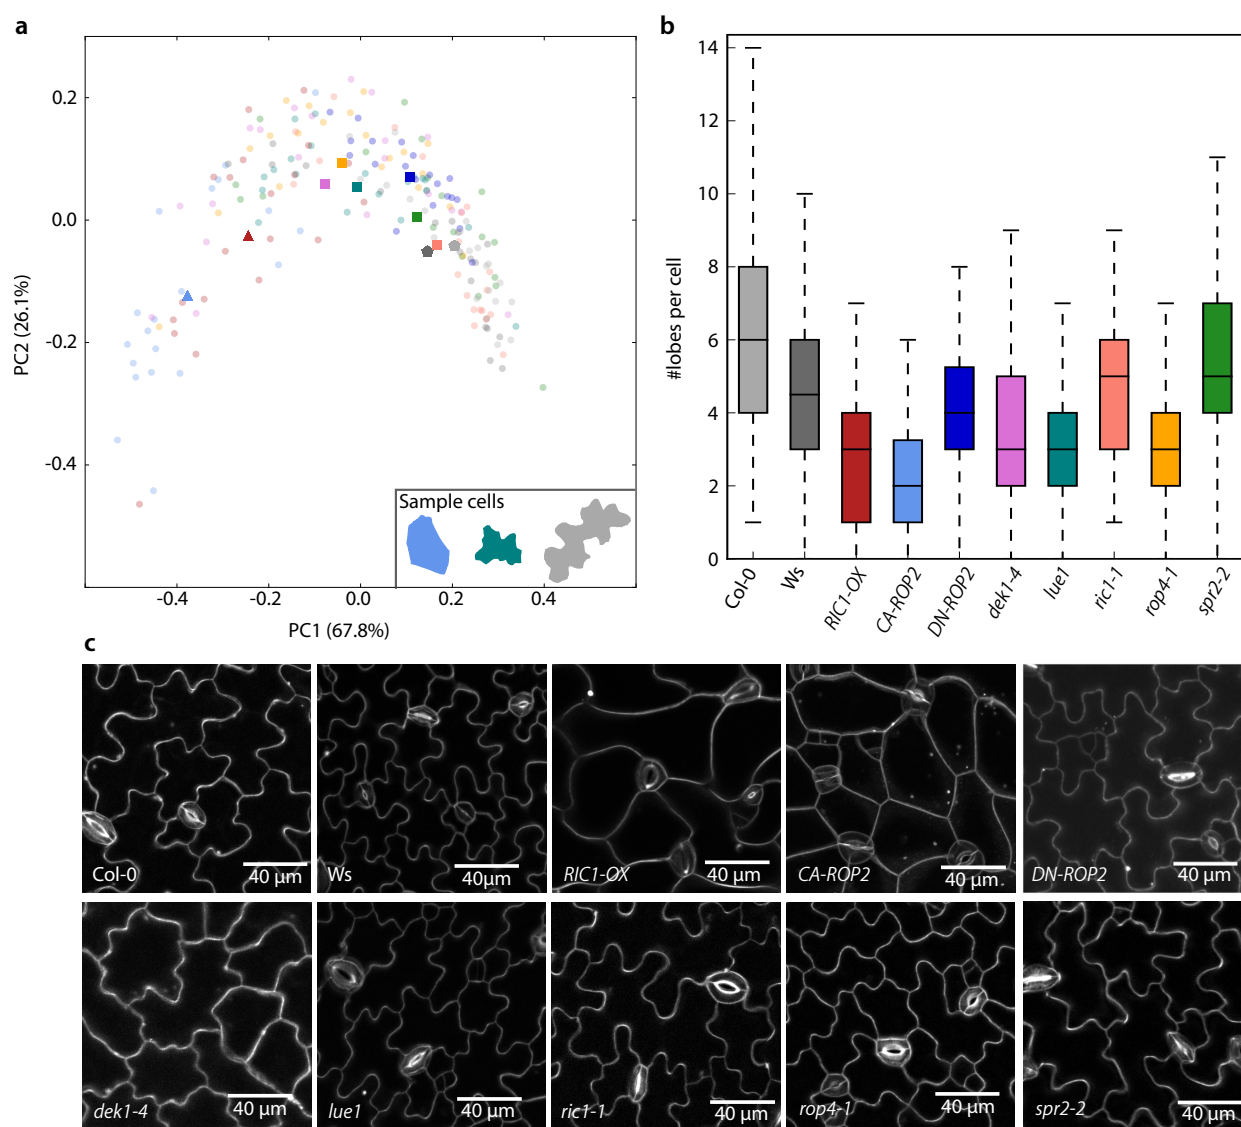 a
0.2
0.0
-0.2
-0.4
PC2 (26.1%)
Sample cells
-0.4
-0.2
0.0
0.2
0.4
PC1 (67.8%)
b
14
12
10
8
6
4
2
0
#lobes per cell
Col-0
Ws
RIC1-OX
CA-ROP2
DN-ROP2
dek1-4
lue1
ric1-1
rop4-1
spr2-2
c
Col-0
40 µm
Ws
40µm
RIC1-OX
40 µm
CA-ROP2
40 µm
DN-ROP2
40 µm
dek1-4
40 µm
lue1
40 µm
ric1-1
40 µm
rop4-1
40 µm
spr2-2
40 µm